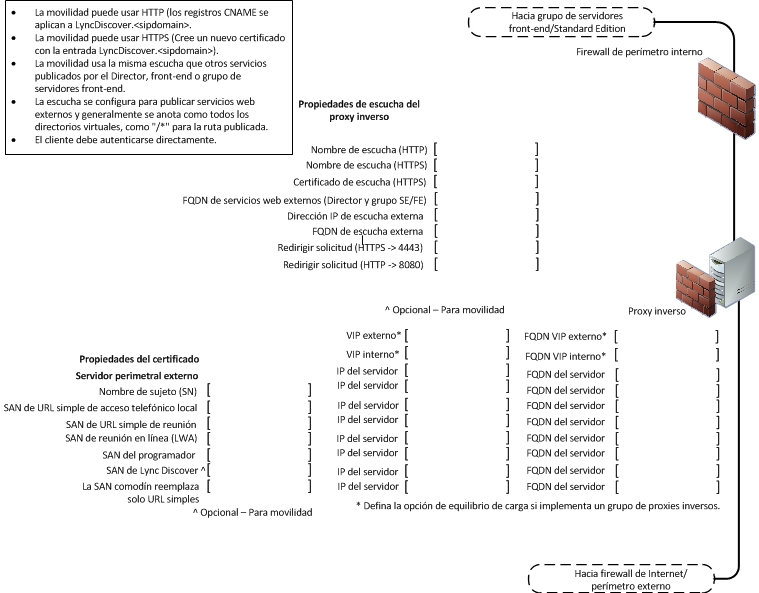 • La movilidad puede usar HTTP (los registros CNAME se
aplican a LyncDiscover.<sipdomain>.
• La movilidad puede usar HTTPS (Cree un nuevo certificado
con la entrada LyncDiscover.<sipdomain>).
• La movilidad usa la misma escucha que otros servicios
publicados por el Director, front-end o grupo de
servidores front-end.
• La escucha se configura para publicar servicios web
externos y generalmente se anota como todos los
directorios virtuales, como "/*" para la ruta publicada.
• El cliente debe autenticarse directamente.
Hacia grupo de servidores
front-end/Standard Edition
Firewall de perímetro interno
Propiedades de escucha del
proxy inverso
Nombre de escucha (HTTP) [ ]
Nombre de escucha (HTTPS) [ ]
Certificado de escucha (HTTPS) [ ]
FQDN de servicios web externos (Director y grupo SE/FE) [ ]
Dirección IP de escucha externa [ ]
FQDN de escucha externa [ ]
Redirigir solicitud (HTTPS -> 4443) [ ]
Redirigir solicitud (HTTP -> 8080) [ ]
^ Opcional – Para movilidad
Proxy inverso
VIP externo* [ ] FQDN VIP externo* [ ]
VIP interno* [ ] FQDN VIP interno* [ ]
IP del servidor [ ] FQDN del servidor [ ]
IP del servidor [ ] FQDN del servidor [ ]
IP del servidor [ ] FQDN del servidor [ ]
IP del servidor [ ] FQDN del servidor [ ]
IP del servidor [ ] FQDN del servidor [ ]
IP del servidor [ ] FQDN del servidor [ ]
IP del servidor [ ] FQDN del servidor [ ]
IP del servidor [ ] FQDN del servidor [ ]
* Defina la opción de equilibrio de carga si implementa un grupo de proxies inversos.
Propiedades del certificado
Servidor perimetral externo
Nombre de sujeto (SN) [ ]
SAN de URL simple de acceso telefónico local [ ]
SAN de URL simple de reunión [ ]
SAN de reunión en línea (LWA) [ ]
SAN del programador [ ]
SAN de Lync Discover ^ [ ]
La SAN comodín reemplaza [ ]
solo URL simples
^ Opcional – Para movilidad
Hacia firewall de Internet/
perímetro externo